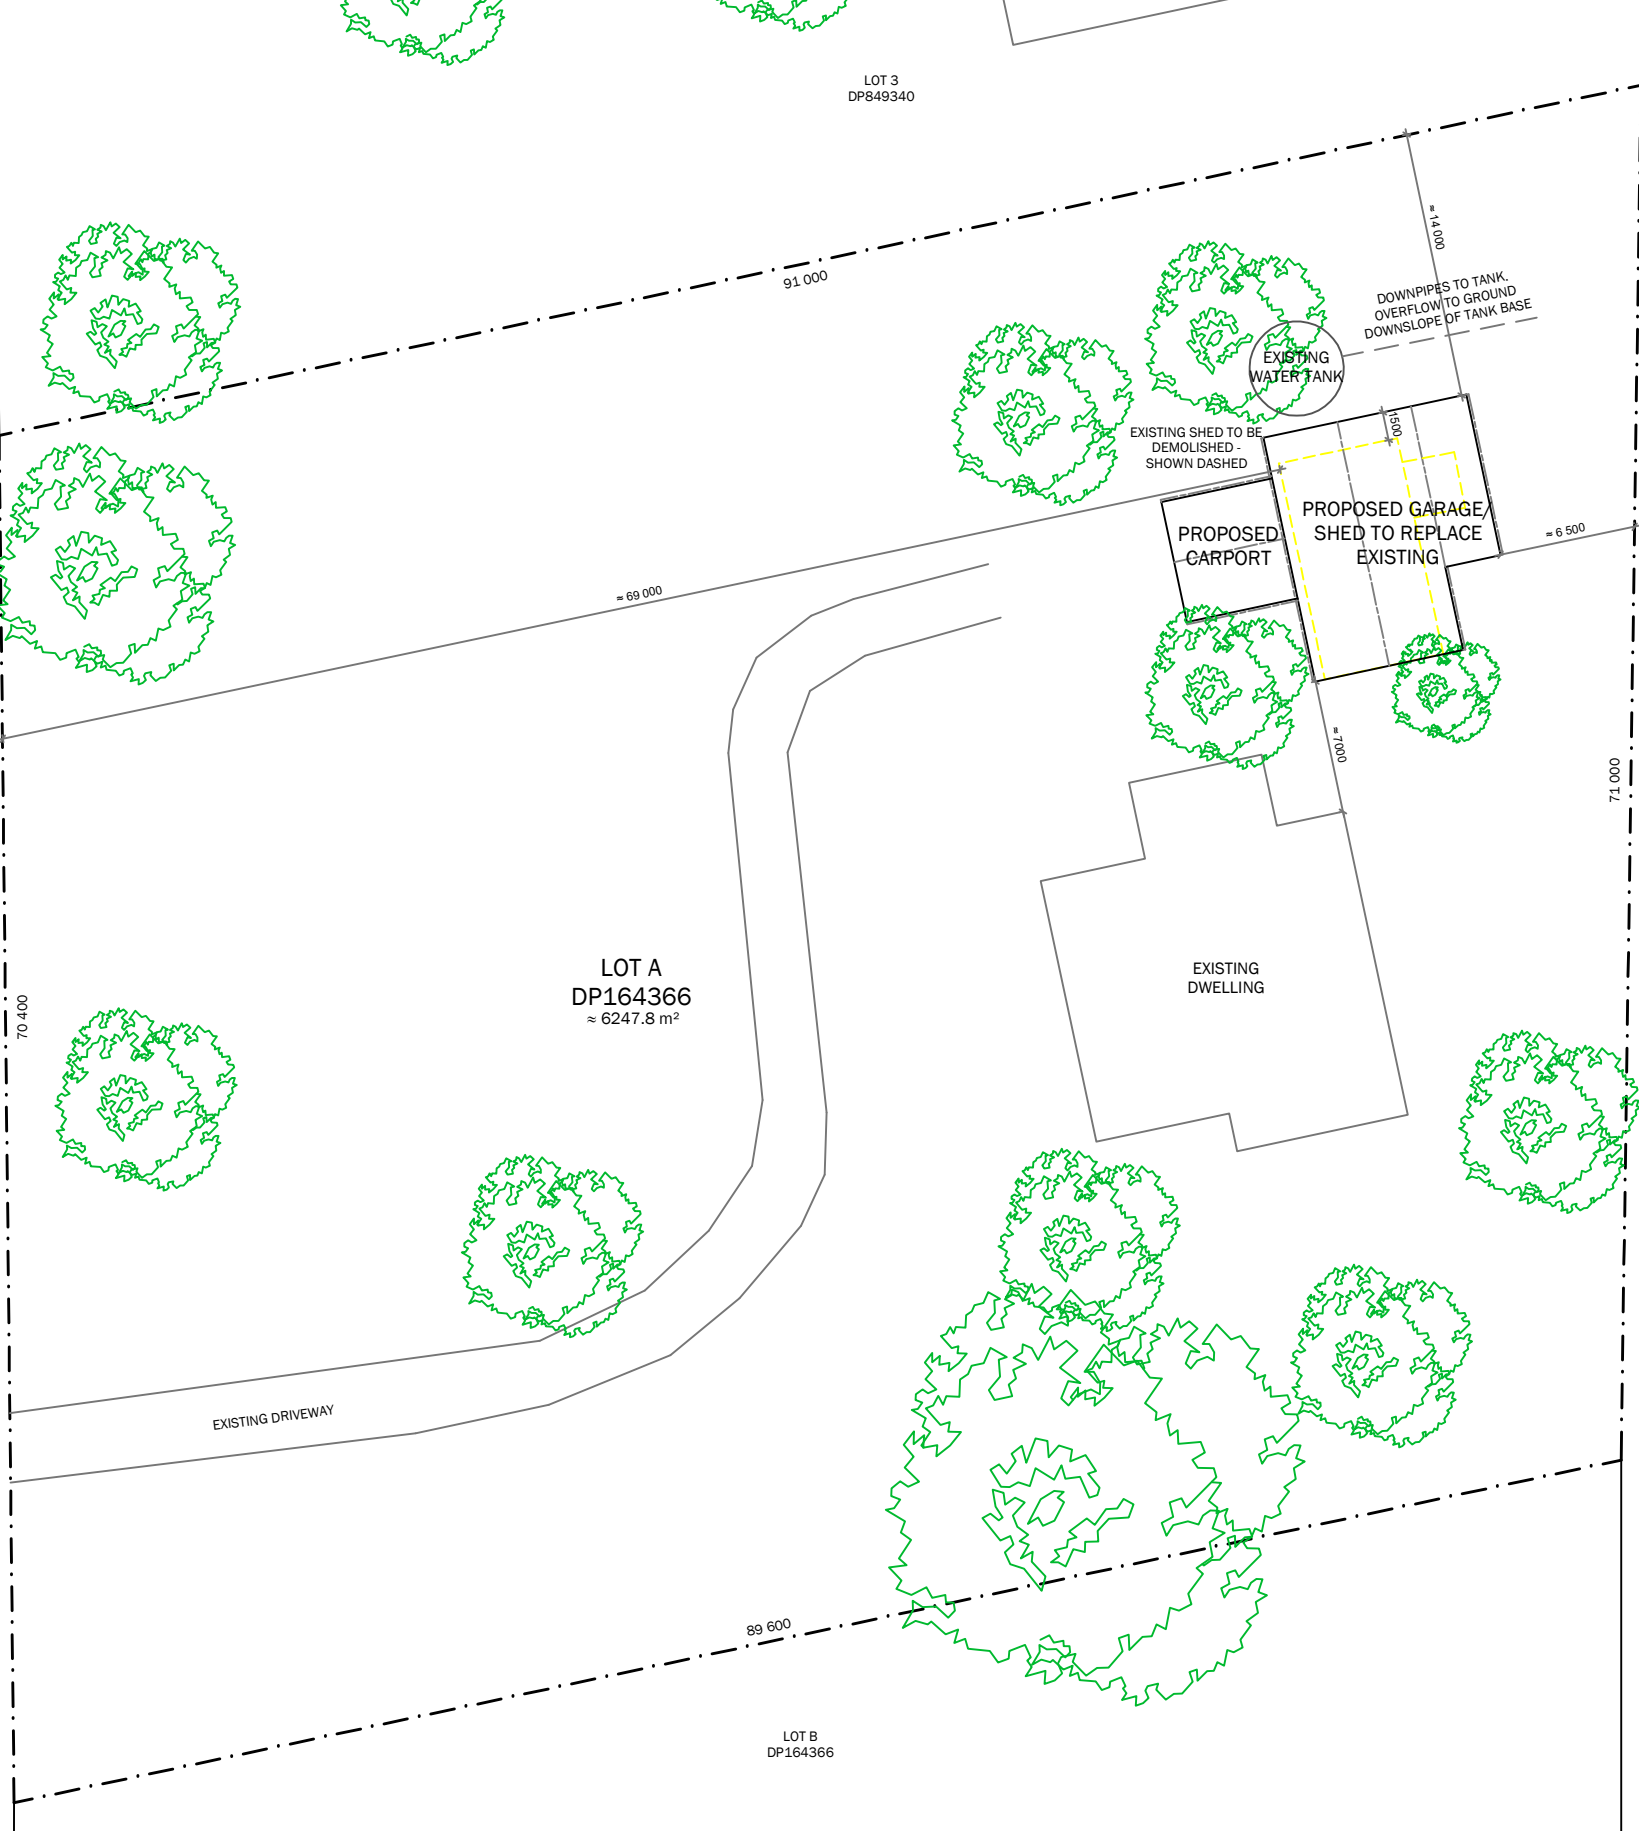 LOT 3
DP849340
≈ 14 000
91 000
DOWNPIPES TO TANK.
OVERFLOW TO GROUND
DOWNSLOPE OF TANK BASE
EXISTING
WATER TANK
1500
EXISTING SHED TO BE
DEMOLISHED -
SHOWN DASHED
PROPOSED GARAGE/
SHED TO REPLACE
EXISTING
PROPOSED
CARPORT
≈ 6 500
≈ 69 000
≈ 7000
71 000
LOT A
DP164366
≈ 6247.8 m²
EXISTING
DWELLING
70 400
EXISTING DRIVEWAY
89 600
LOT B
DP164366